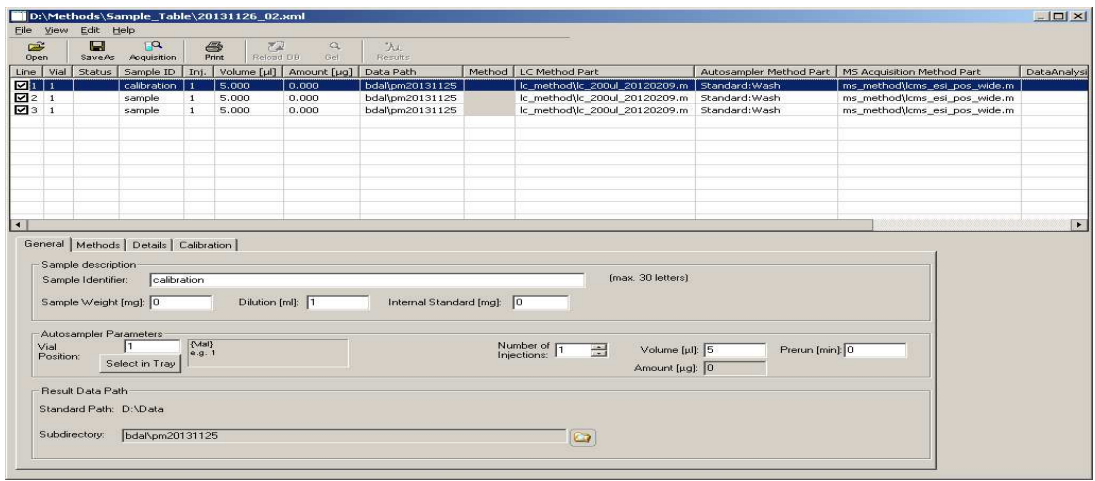 D:\Methods\Sample_Table\20131126_02.xml
File View Edit Help
Open SaveAs Acquisition Print Reload DB Get Results
Line Vial Status Sample ID Inj. Volume [µl] Amount [µg] Data Path Method LC Method Part Autosampler Method Part MS Acquisition Method Part DataAnalysi
1 1 calibration 1 5.000 0.000 bdal\pm20131125 lc_method\lc_200ul_20120209.m Standard:Wash ms_method\lcms_esi_pos_wide.m
2 1 sample 1 5.000 0.000 bdal\pm20131125 lc_method\lc_200ul_20120209.m Standard:Wash ms_method\lcms_esi_pos_wide.m
3 1 sample 1 5.000 0.000 bdal\pm20131125 lc_method\lc_200ul_20120209.m Standard:Wash ms_method\lcms_esi_pos_wide.m
General Methods Details Calibration
Sample description
Sample Identifier: calibration (max. 30 letters)
Sample Weight [mg]: 0 Dilution [ml]: 1 Internal Standard [mg]: 0
Autosampler Parameters
Vial Position: 1 {Vial} e.g. 1 Number of Injections: 1 Volume [µl]: 5 Prerun [min]: 0
Select in Tray Amount [µg]: 0
Result Data Path
Standard Path: D:\Data
Subdirectory: bdal\pm20131125